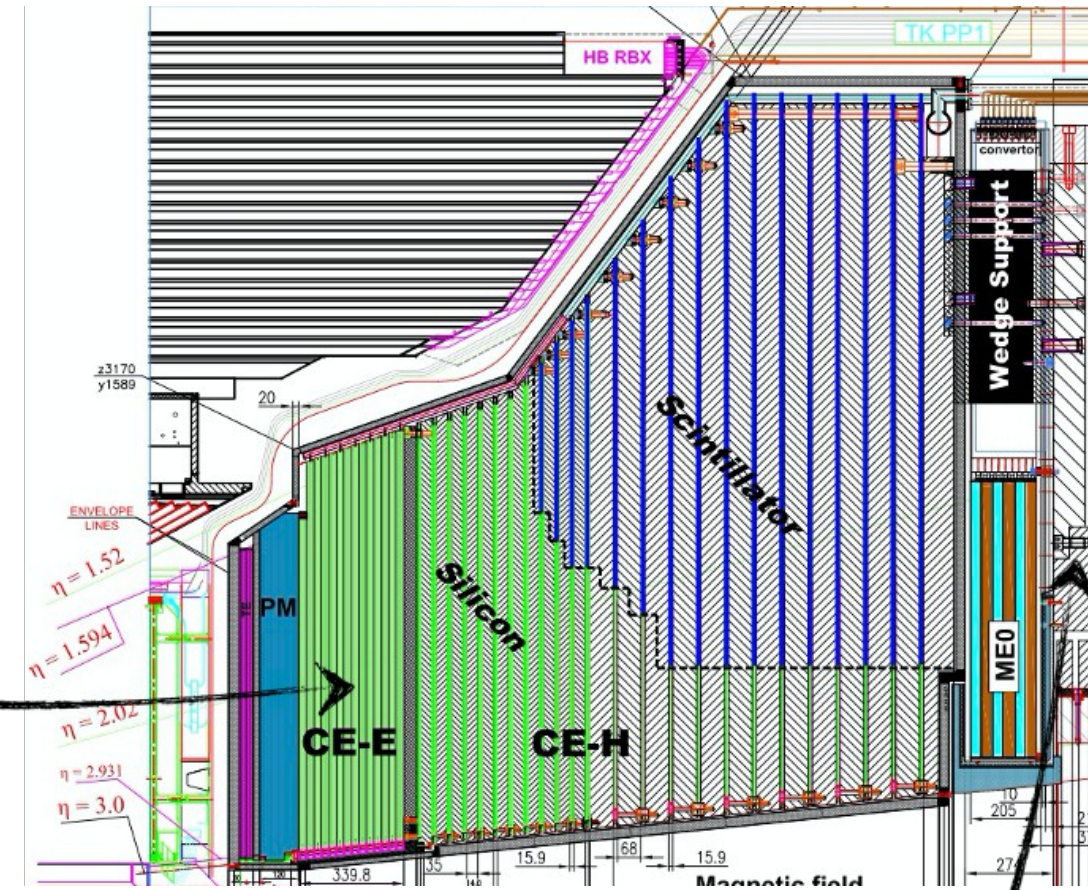 TK PP1
HB RBX
convertor
Wedge Support
z3170
y1589
20
Scintillator
ENVELOPE
LINES
η = 1.52
η = 1.594
PM
Silicon
ME0
CE-E
CE-H
η = 2.02
η = 2.931
η = 3.0
10
205
35
15.9
68
15.9
339.8
Magnetic field